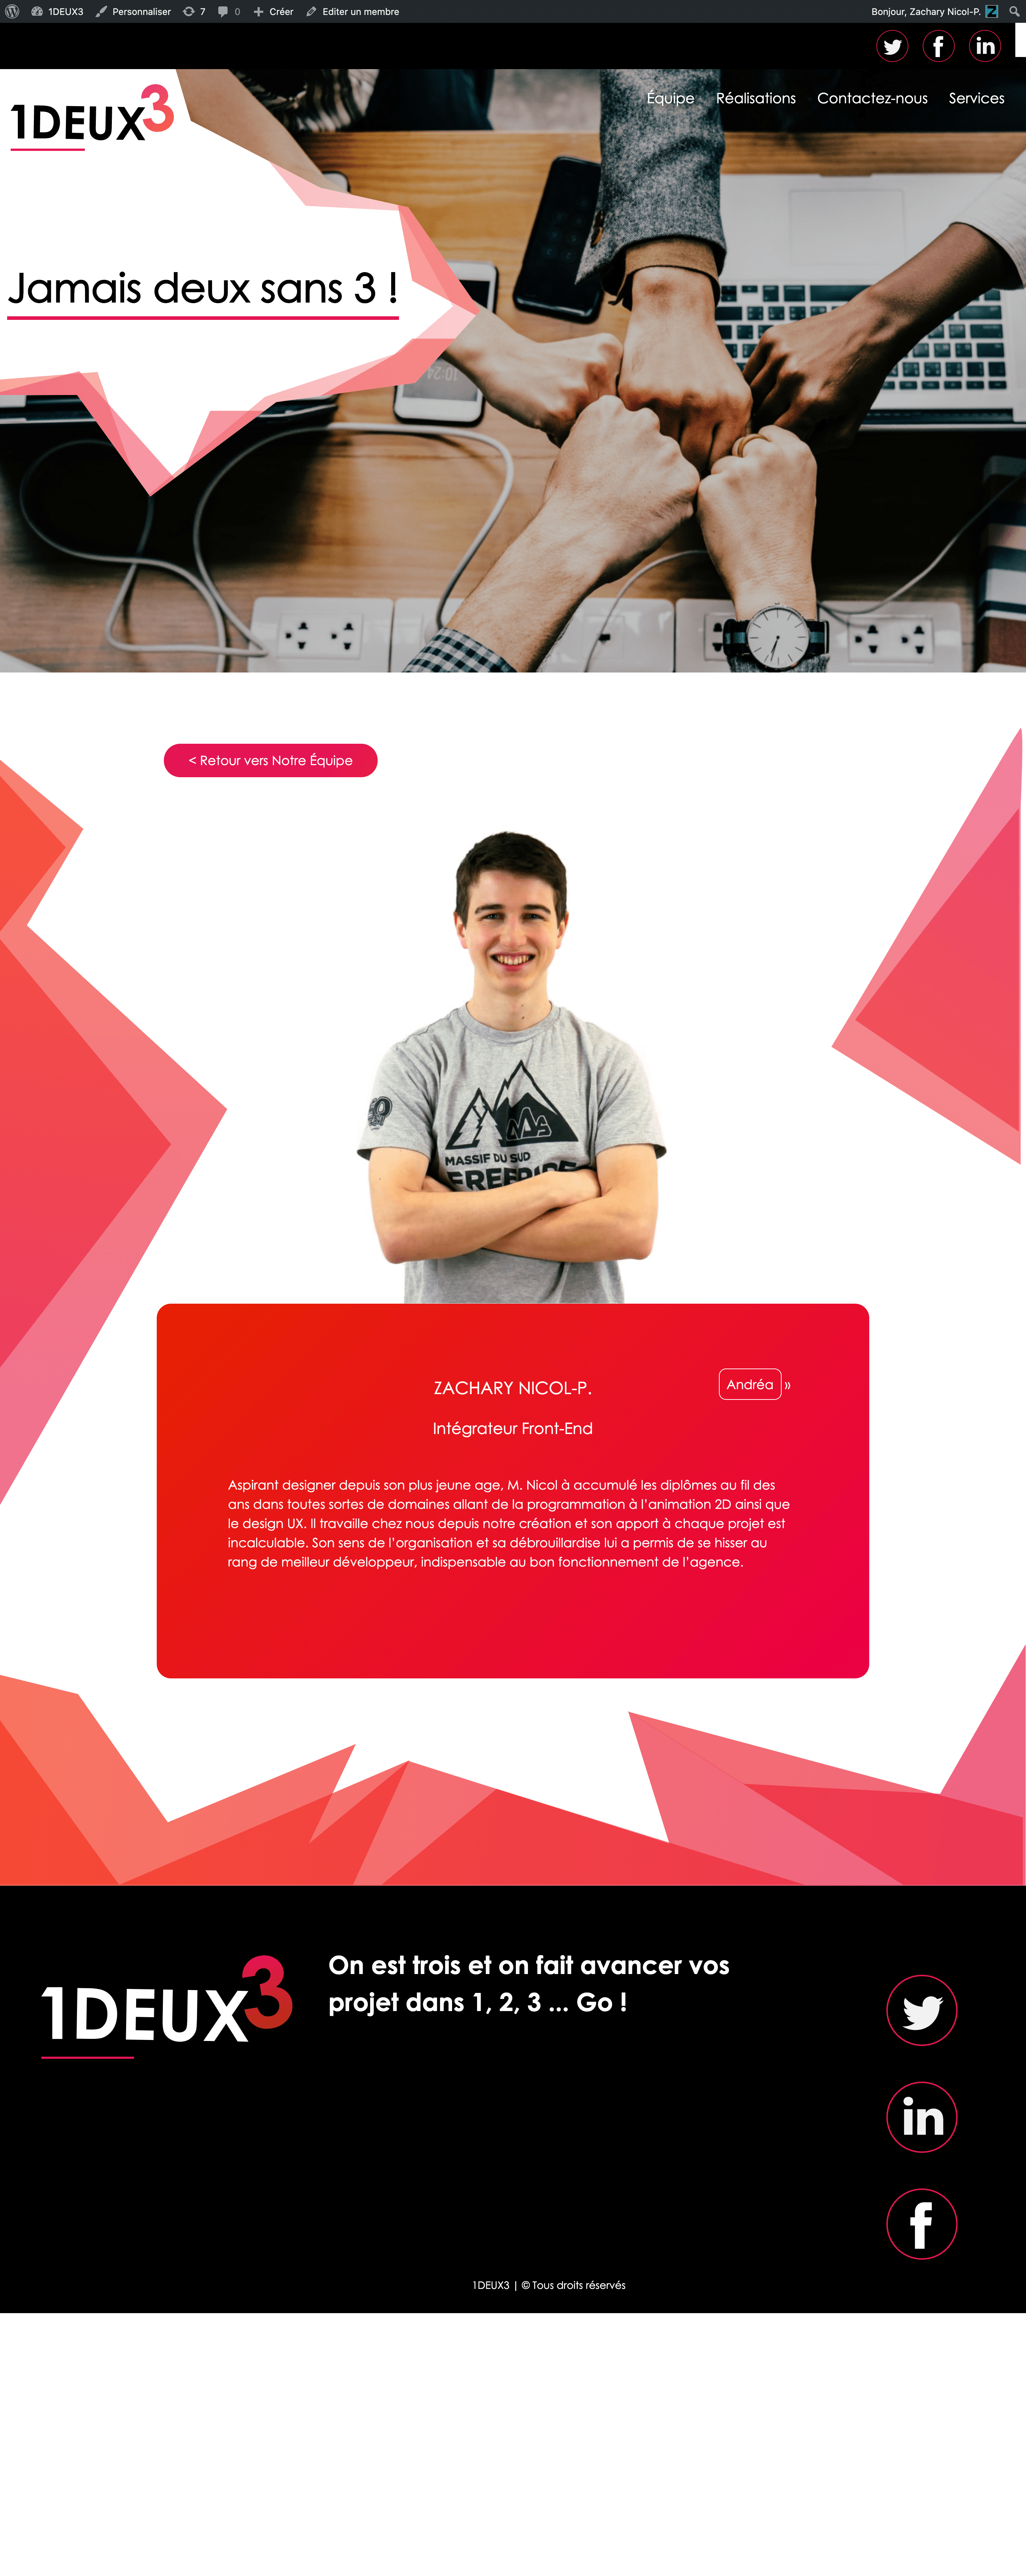 1DEUX3 Personnaliser 7 0 Créer Editer un membre Bonjour, Zachary Nicol-P.
1DEUX3
Équipe Réalisations Contactez-nous Services
Jamais deux sans 3 !
10-24
< Retour vers Notre Équipe
MASSIF DU SUD
FREERIDE
ZACHARY NICOL-P.
Andréa »
Intégrateur Front-End
Aspirant designer depuis son plus jeune age, M. Nicol à accumulé les diplômes au fil des
ans dans toutes sortes de domaines allant de la programmation à l'animation 2D ainsi que
le design UX. Il travaille chez nous depuis notre création et son apport à chaque projet est
incalculable. Son sens de l'organisation et sa débrouillardise lui a permis de se hisser au
rang de meilleur développeur, indispensable au bon fonctionnement de l'agence.
1DEUX3
On est trois et on fait avancer vos
projet dans 1, 2, 3 ... Go !
1DEUX3 | © Tous droits réservés